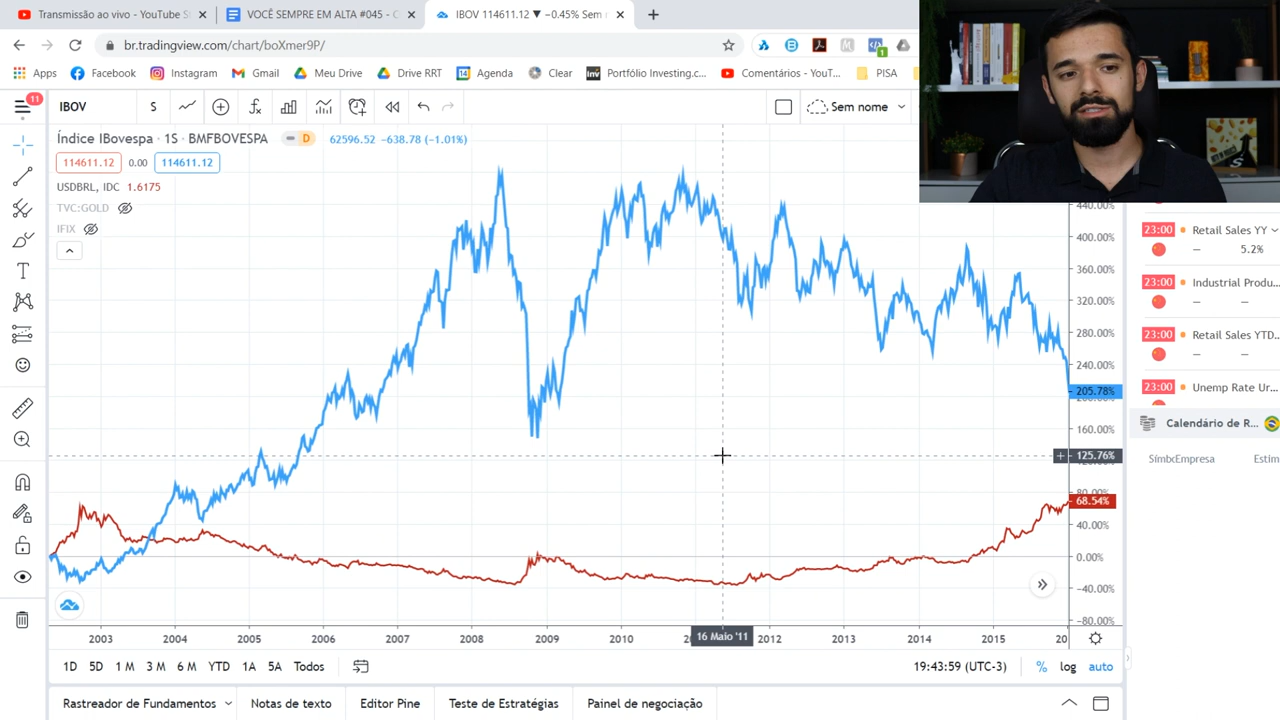 Transmissão ao vivo - YouTube S
VOCÊ SEMPRE EM ALTA #045 - C
IBOV 114611.12 ▼ −0.45% Sem n
br.tradingview.com/chart/boXmer9P/
Apps
Facebook
Instagram
Gmail
Meu Drive
Drive RRT
Agenda
Clear
Portfólio Investing.c...
Comentários - YouT...
PISA
11
IBOV
Sem nome
Índice IBovespa · 1S · BMFBOVESPA
D
62596.52 −638.78 (−1.01%)
114611.12 0.00 114611.12
USDBRL, IDC 1.6175
TVC:GOLD
IFIX
440.00%
400.00%
360.00%
320.00%
280.00%
240.00%
205.78%
160.00%
125.76%
80.00%
68.54%
40.00%
0.00%
−40.00%
−80.00%
2003 2004 2005 2006 2007 2008 2009 2010 16 Maio '11 2012 2013 2014 2015 20
1D 5D 1 M 3 M 6 M YTD 1A 5A Todos
19:43:59 (UTC-3)
% log auto
Rastreador de Fundamentos
Notas de texto
Editor Pine
Teste de Estratégias
Painel de negociação
23:00 Retail Sales YY
— 5.2%
23:00 Industrial Produ...
— —
23:00 Retail Sales YTD...
— —
23:00 Unemp Rate Ur...
Calendário de R...
Símbc Empresa Estim